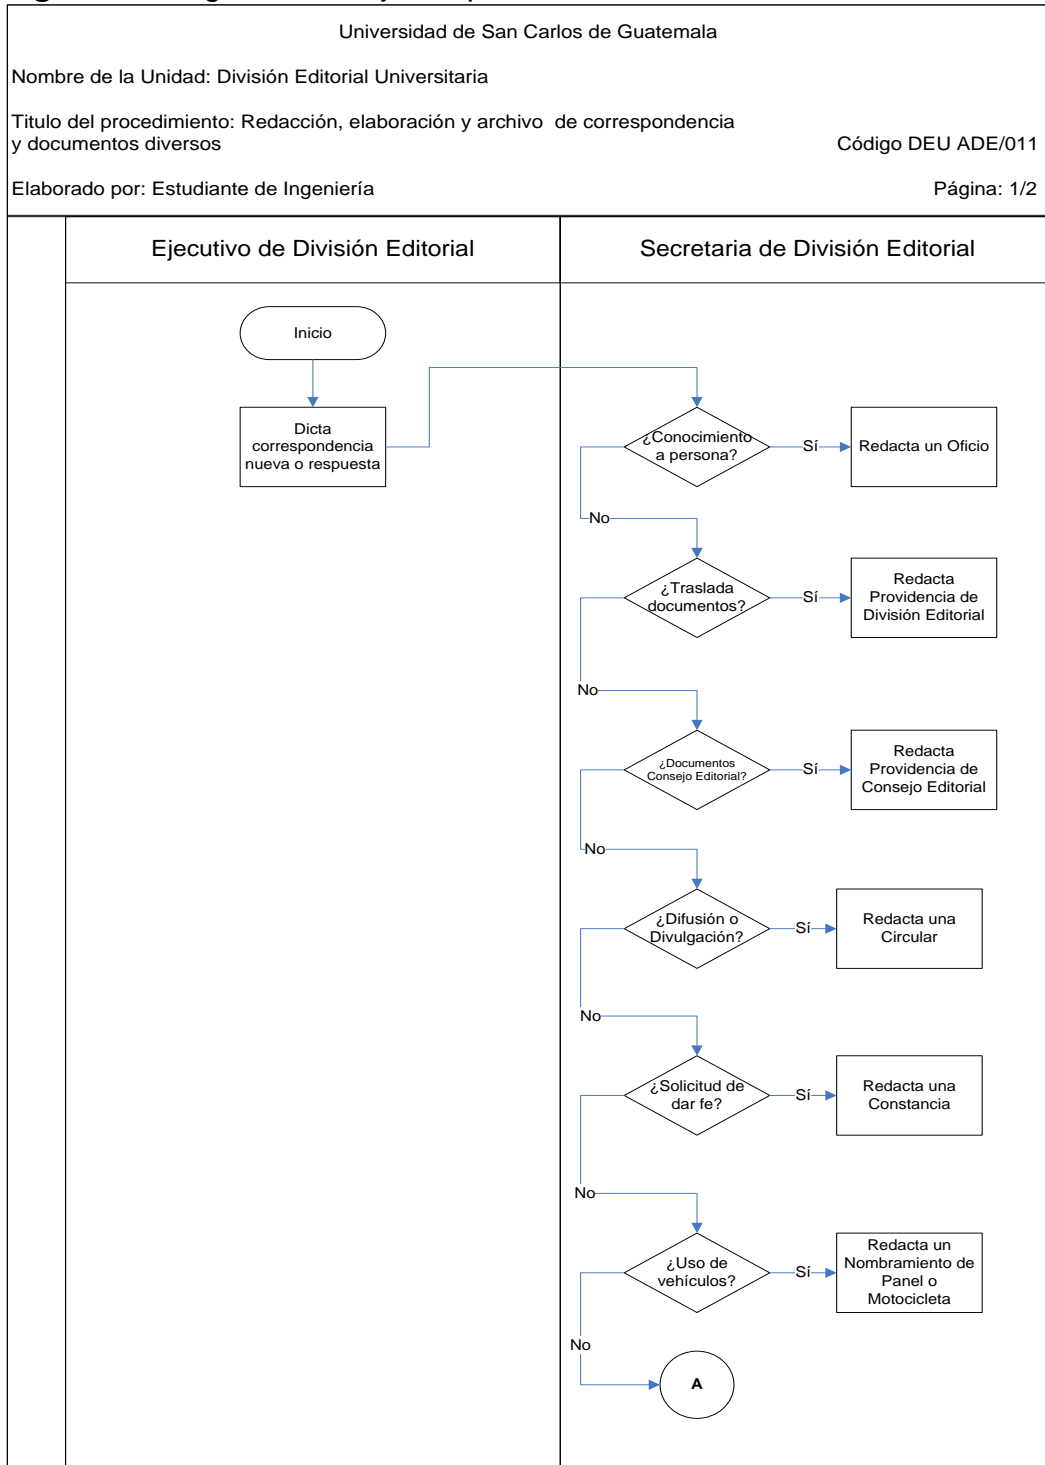 Universidad de San Carlos de Guatemala
Nombre de la Unidad: División Editorial Universitaria
Titulo del procedimiento: Redacción, elaboración y archivo de correspondencia
y documentos diversos
Código DEU ADE/011
Elaborado por: Estudiante de Ingeniería
Página: 1/2
Ejecutivo de División Editorial
Secretaria de División Editorial
Inicio
Dicta
correspondencia
nueva o respuesta
¿Conocimiento
a persona?
Sí
Redacta un Oficio
No
¿Traslada
documentos?
Sí
Redacta
Providencia de
División Editorial
No
¿Documentos
Consejo Editorial?
Sí
Redacta
Providencia de
Consejo Editorial
No
¿Difusión o
Divulgación?
Sí
Redacta una
Circular
No
¿Solicitud de
dar fe?
Sí
Redacta una
Constancia
No
¿Uso de
vehículos?
Sí
Redacta un
Nombramiento de
Panel o
Motocicleta
No
A